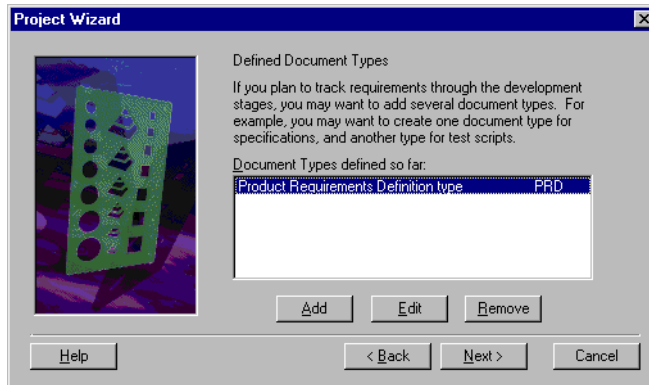 Project Wizard
Defined Document Types
If you plan to track requirements through the development
stages, you may want to add several document types. For
example, you may want to create one document type for
specifications, and another type for test scripts.
Document Types defined so far:
Product Requirements Definition type PRD
Add Edit Remove
Help < Back Next > Cancel